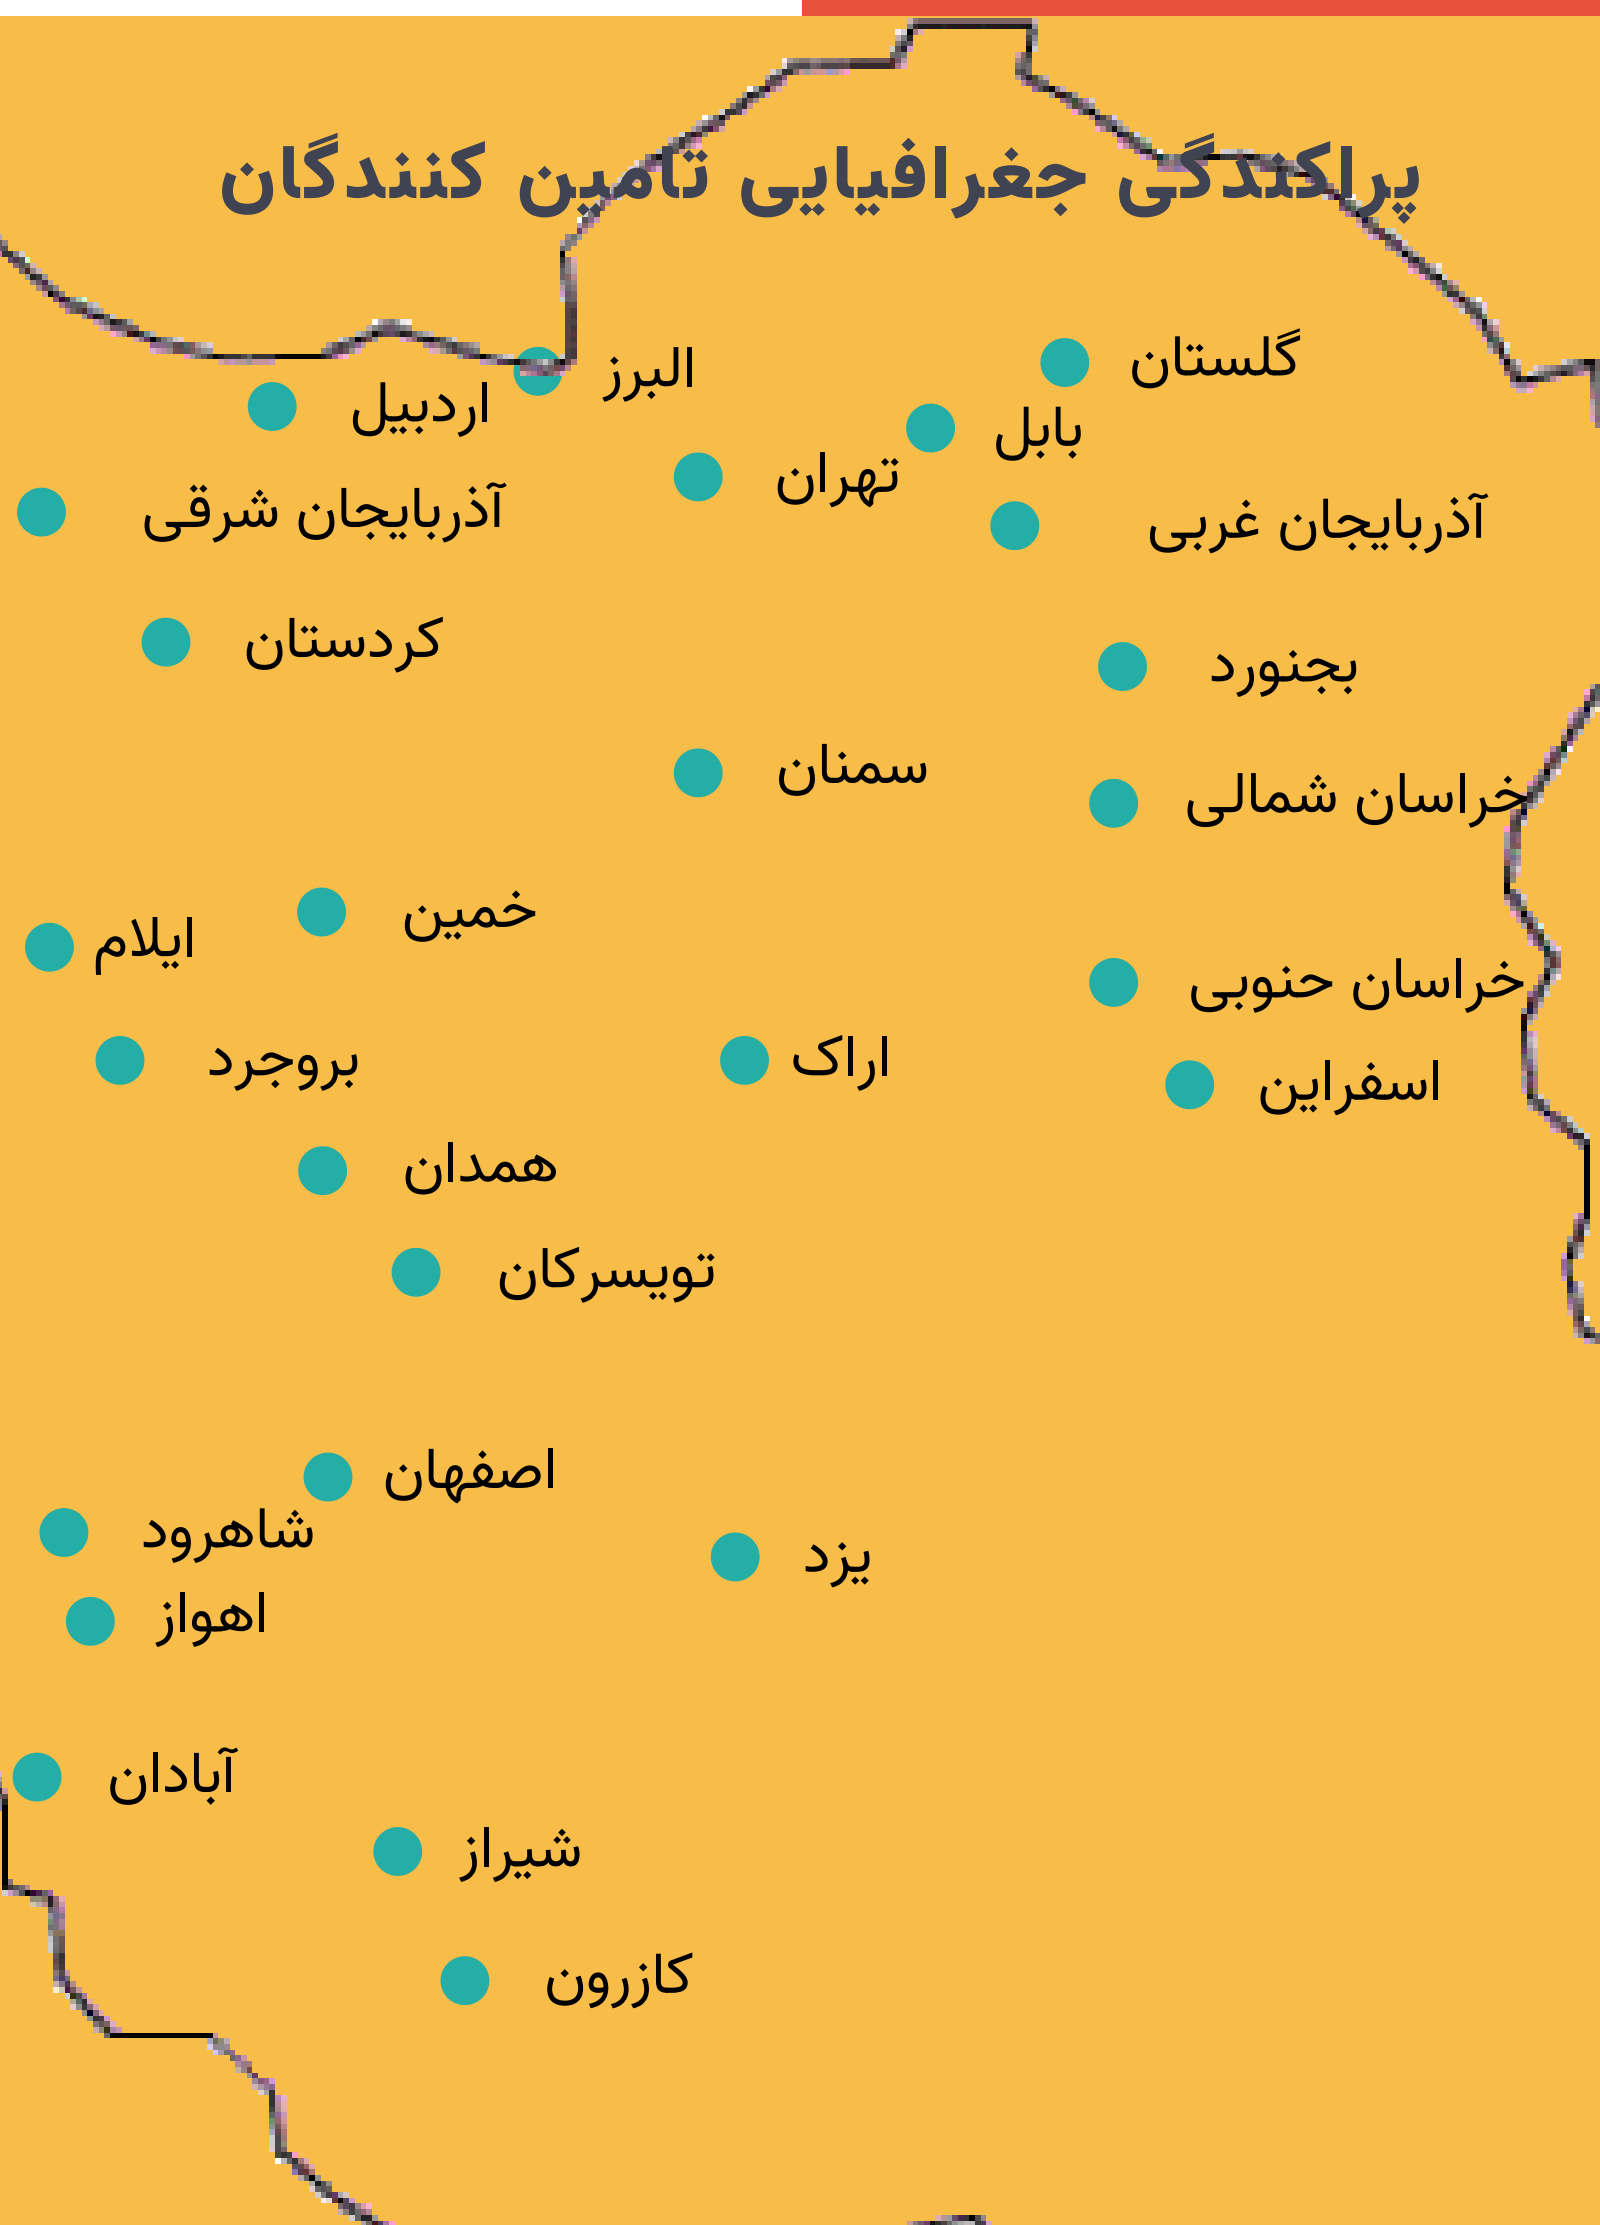 پراکندگی جغرافیایی تامین کنندگان
گلستان
البرز
اردبیل
بابل
تهران
آذربایجان غربی
آذربایجان شرقی
کردستان
بجنورد
سمنان
خراسان شمالی
خمین
ایلام
خراسان حنوبی
اراک
بروجرد
اسفراین
همدان
تویسرکان
اصفهان
شاهرود
یزد
اهواز
آبادان
شیراز
کازرون